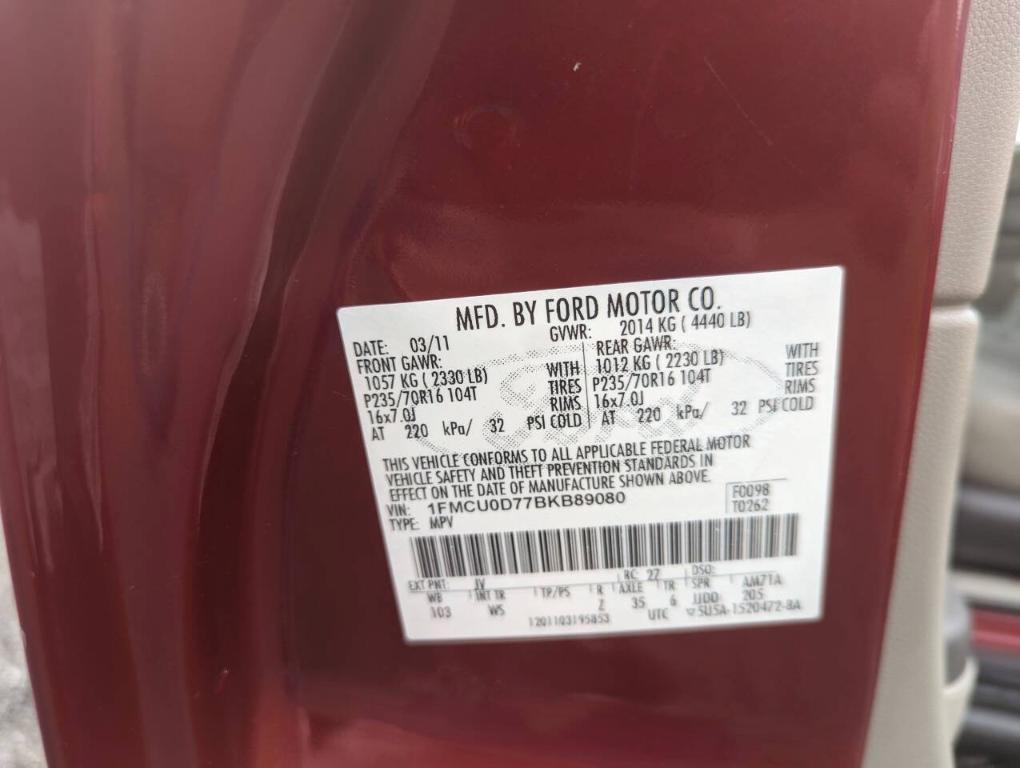 MFD. BY FORD MOTOR CO.
DATE: 03/11 GVWR: 2014 KG ( 4440 LB)
FRONT GAWR: REAR GAWR:
1057 KG ( 2330 LB) WITH 1012 KG ( 2230 LB) WITH
P235/70R16 104T TIRES P235/70R16 104T TIRES
16x7.0J RIMS 16x7.0J RIMS
AT 220 kPa/ 32 PSI COLD AT 220 kPa/ 32 PSI COLD
THIS VEHICLE CONFORMS TO ALL APPLICABLE FEDERAL MOTOR
VEHICLE SAFETY AND THEFT PREVENTION STANDARDS IN
EFFECT ON THE DATE OF MANUFACTURE SHOWN ABOVE.
VIN: 1FMCU0D77BKB89080 F0098
TYPE: MPV T0262
EXT PNT: JV RC: 27 DSO:
WB INT TR TP/PS R AXLE TR SPR AM71A
103 WS Z 35 6 JJDO 205
1201103195853 UTC ▽5U5A-1520472-BA